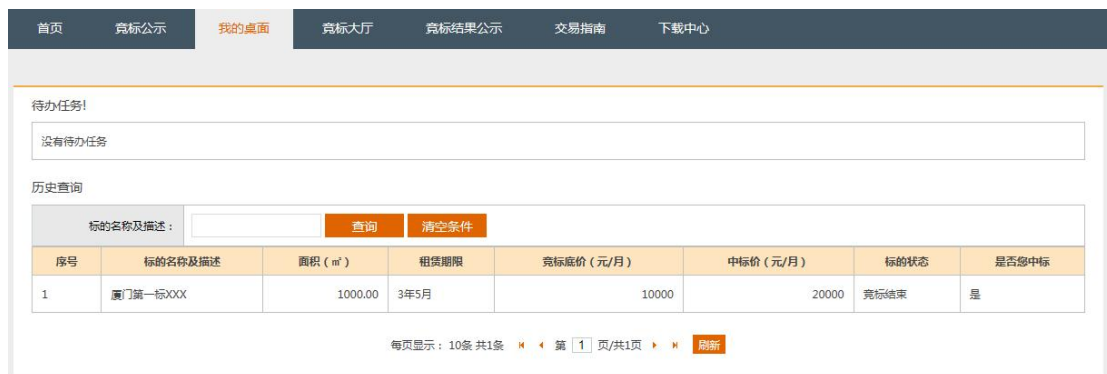 首页 竟标公示 我的桌面 竟标大厅 竟标结果公示 交易指南 下载中心
待办任务!
没有待办任务
历史查询
标的名称及描述： 查询 清空条件
序号 标的名称及描述 面积（㎡） 租赁期限 竞标底价（元/月） 中标价（元/月） 标的状态 是否您中标
1 厦门第一标XXX 1000.00 3年5月 10000 20000 竞标结束 是
每页显示： 10条 共1条 第 1 页/共1页 刷新